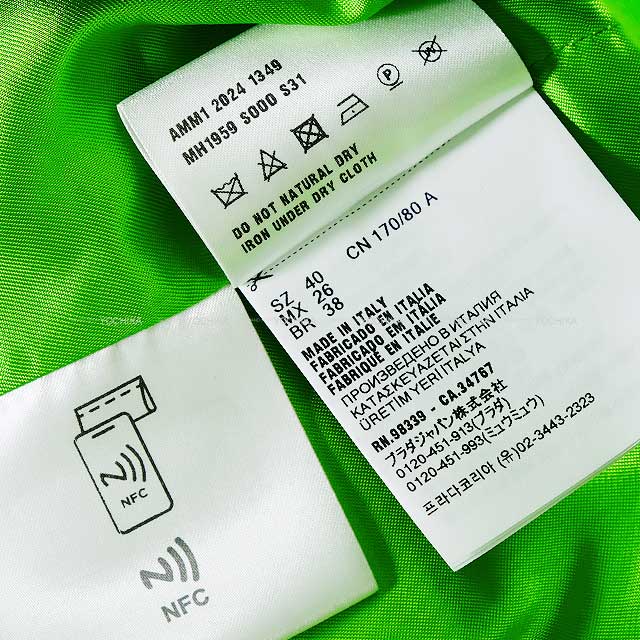 AMM1 2024 1349
MH1959 S000 S31
P
DO NOT NATURAL DRY
IRON UNDER DRY CLOTH
CN 170/80 A
SZ 40
MX 26
BR 38
MADE IN ITALY
FABRICADO EN ITALIA
FABRICADO EM ITÁLIA
FABRIQUÉ EN ITALIE
ПРОИЗВЕДЕНО В ИТАЛИЯ
ΚΑΤΑΣΚΕΥΑΖΕΤΑΙ ΣΤΗΝ ΙΤΑΛΙΑ
ÜRETİM YERİ İTALYA
RN.98339 - CA.34767
プラダジャパン株式会社
0120-451-913(プラダ)
0120-451-993(ミュウミュウ)
프라다코리아 (유)02-3443-2323
NFC
NFC